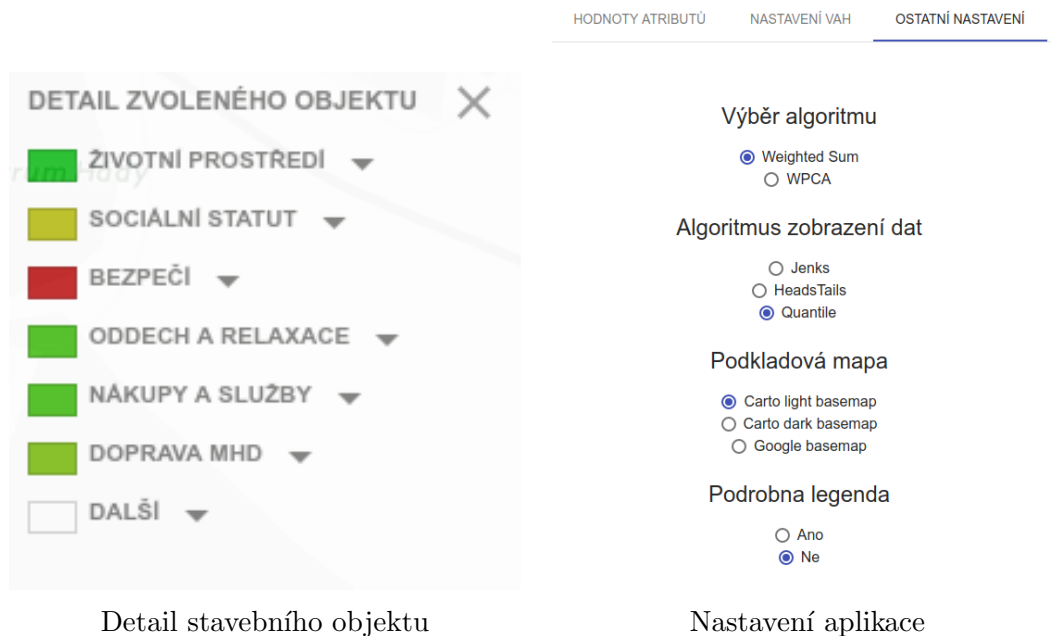 DETAIL ZVOLENÉHO OBJEKTU
ŽIVOTNÍ PROSTŘEDÍ
SOCIÁLNÍ STATUT
BEZPEČÍ
ODDECH A RELAXACE
NÁKUPY A SLUŽBY
DOPRAVA MHD
DALŠÍ
Detail stavebního objektu
HODNOTY ATRIBUTŮ NASTAVENÍ VAH OSTATNÍ NASTAVENÍ
Výběr algoritmu
Weighted Sum
WPCA
Algoritmus zobrazení dat
Jenks
HeadsTails
Quantile
Podkladová mapa
Carto light basemap
Carto dark basemap
Google basemap
Podrobna legenda
Ano
Ne
Nastavení aplikace